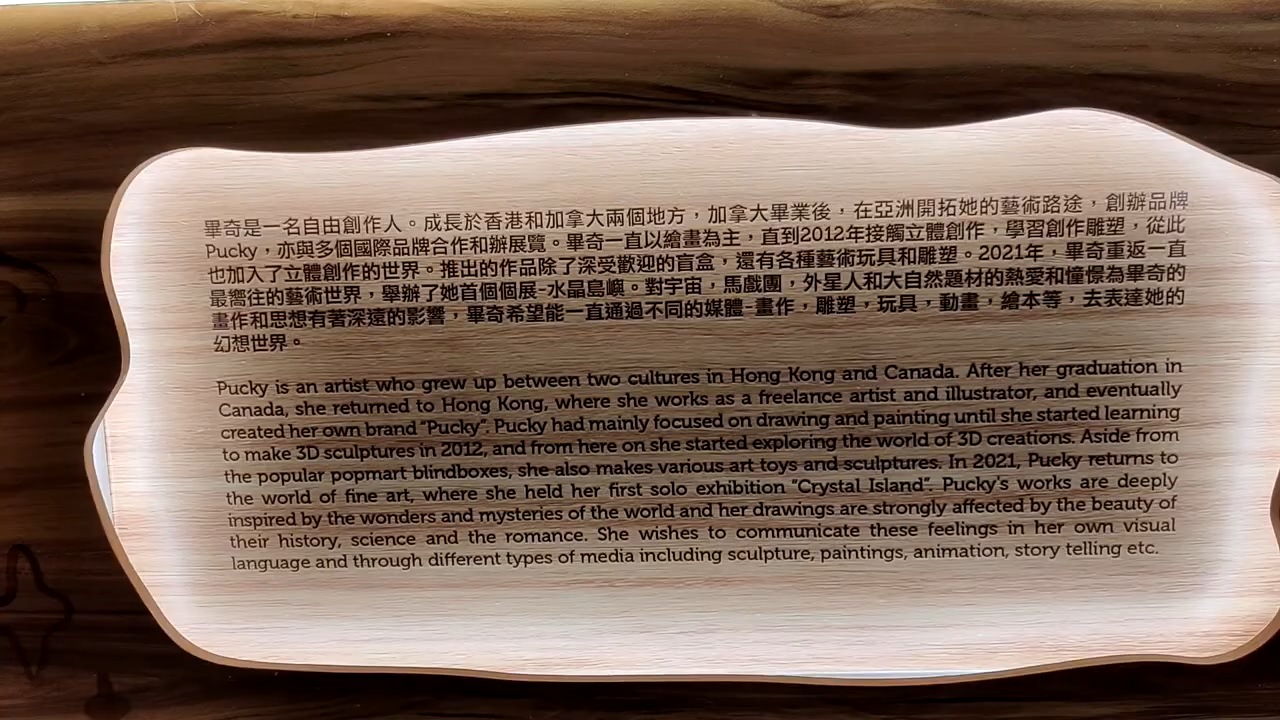 畢奇是一名自由創作人。成長於香港和加拿大兩個地方，加拿大畢業後，在亞洲開拓她的藝術路途，創辦品牌
Pucky，亦與多個國際品牌合作和辦展覽。畢奇一直以繪畫為主，直到2012年接觸立體創作，學習創作雕塑，從此
也加入了立體創作的世界。推出的作品除了深受歡迎的盲盒，還有各種藝術玩具和雕塑。2021年，畢奇重返一直
最嚮往的藝術世界，舉辦了她首個個展-水晶島嶼。對宇宙，馬戲團，外星人和大自然題材的熱愛和憧憬為畢奇的
畫作和思想有著深遠的影響，畢奇希望能一直通過不同的媒體-畫作，雕塑，玩具，動畫，繪本等，去表達她的
幻想世界。
Pucky is an artist who grew up between two cultures in Hong Kong and Canada. After her graduation in
Canada, she returned to Hong Kong, where she works as a freelance artist and illustrator, and eventually
created her own brand “Pucky”. Pucky had mainly focused on drawing and painting until she started learning
to make 3D sculptures in 2012, and from here on she started exploring the world of 3D creations. Aside from
the popular popmart blindboxes, she also makes various art toys and sculptures. In 2021, Pucky returns to
the world of fine art, where she held her first solo exhibition “Crystal Island”. Pucky's works are deeply
inspired by the wonders and mysteries of the world and her drawings are strongly affected by the beauty of
their history, science and the romance. She wishes to communicate these feelings in her own visual
language and through different types of media including sculpture, paintings, animation, story telling etc.